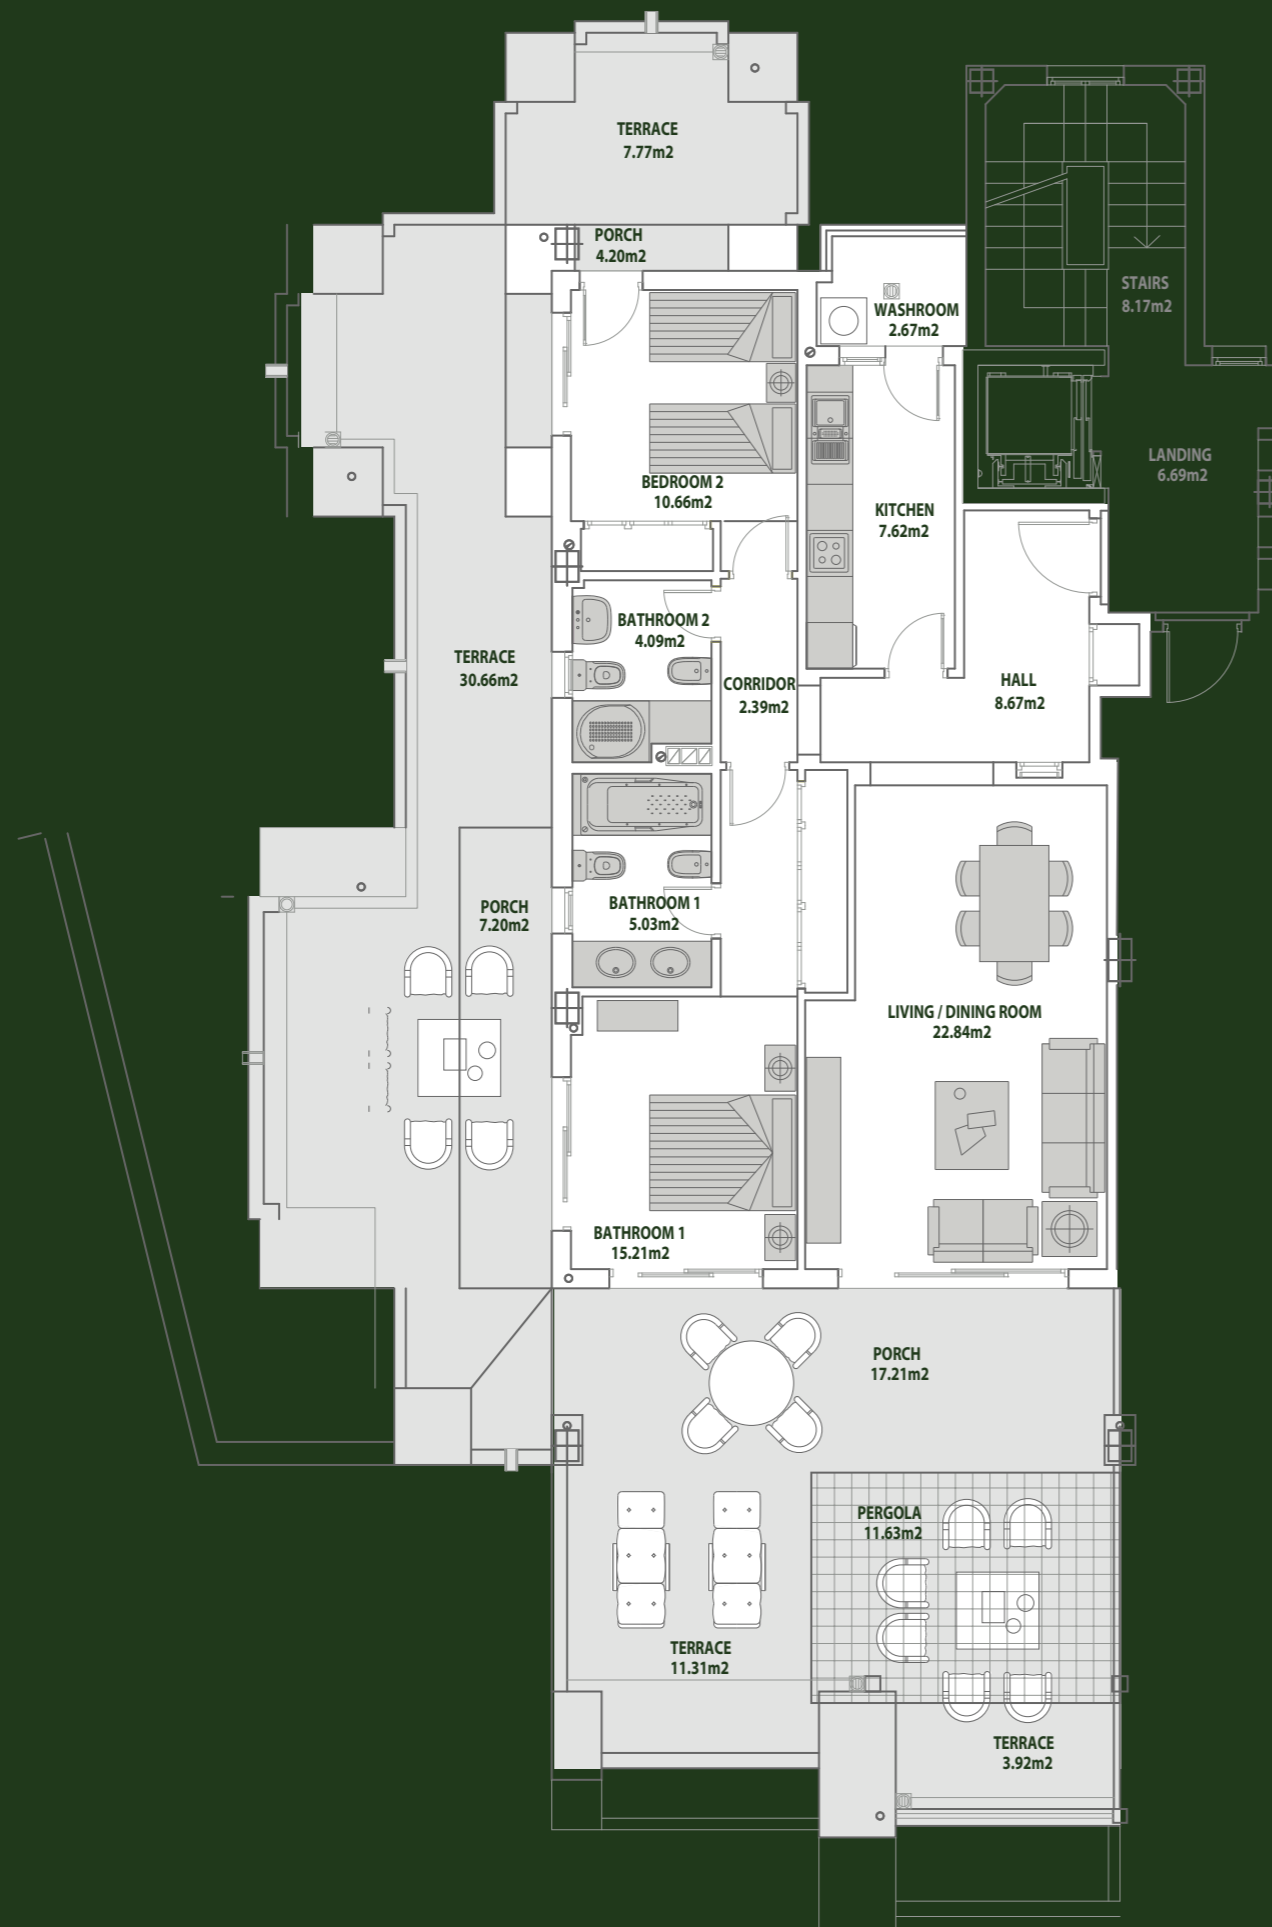 TERRACE
7.77m2
PORCH
4.20m2
STAIRS
8.17m2
WASHROOM
2.67m2
LANDING
6.69m2
BEDROOM 2
10.66m2
KITCHEN
7.62m2
BATHROOM 2
4.09m2
TERRACE
30.66m2
CORRIDOR
2.39m2
HALL
8.67m2
PORCH
7.20m2
BATHROOM 1
5.03m2
LIVING / DINING ROOM
22.84m2
BATHROOM 1
15.21m2
PORCH
17.21m2
PERGOLA
11.63m2
TERRACE
11.31m2
TERRACE
3.92m2